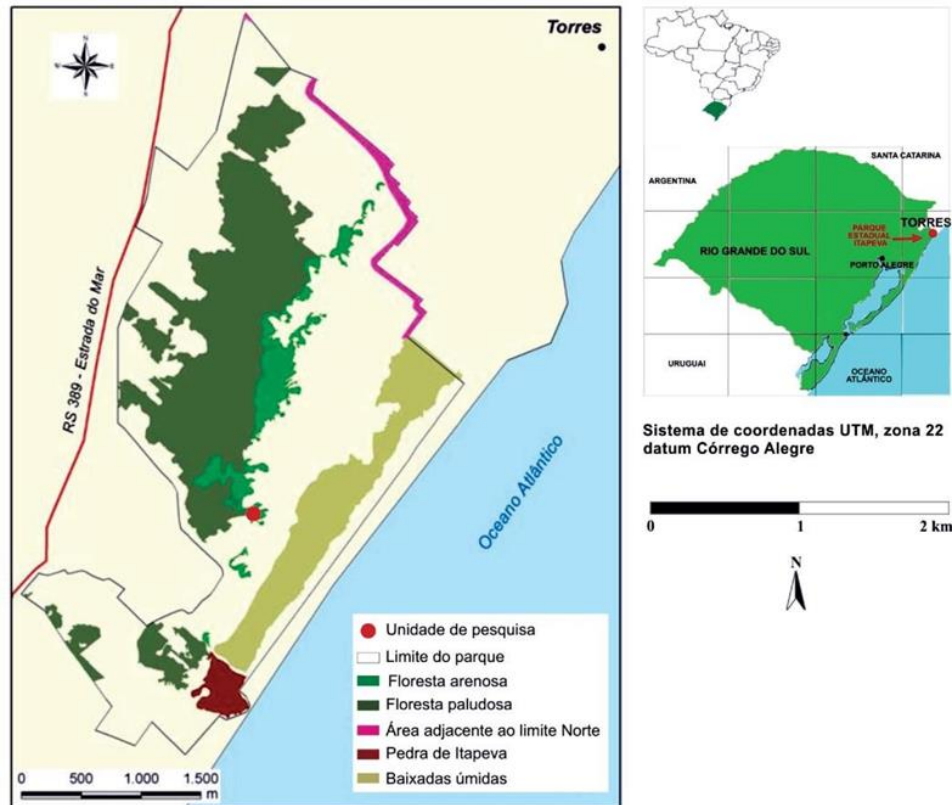 Torres
N
S
RS 389 - Estrada do Mar
Oceano Atlântico
Unidade de pesquisa
Limite do parque
Floresta arenosa
Floresta paludosa
Área adjacente ao limite Norte
Pedra de Itapeva
Baixadas úmidas
0 500 1.000 1.500
m
SANTA CATARINA
ARGENTINA
TORRES
PARQUE
ESTADUAL
ITAPEVA
RIO GRANDE DO SUL
PORTO ALEGRE
URUGUAI
OCEANO
ATLÂNTICO
Sistema de coordenadas UTM, zona 22
datum Córrego Alegre
0 1 2 km
N